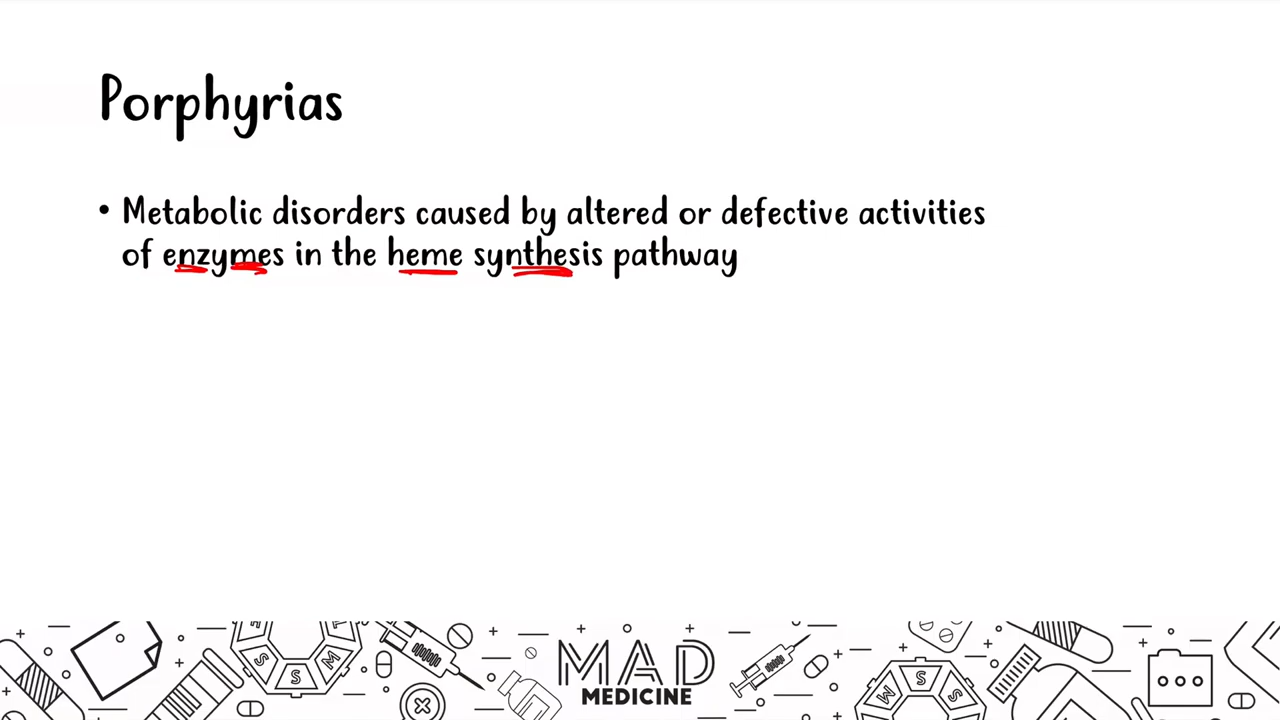 Porphyrias
• Metabolic disorders caused by altered or defective activities
of enzymes in the heme synthesis pathway
MAD
MEDICINE
S
S
M
M
S
S